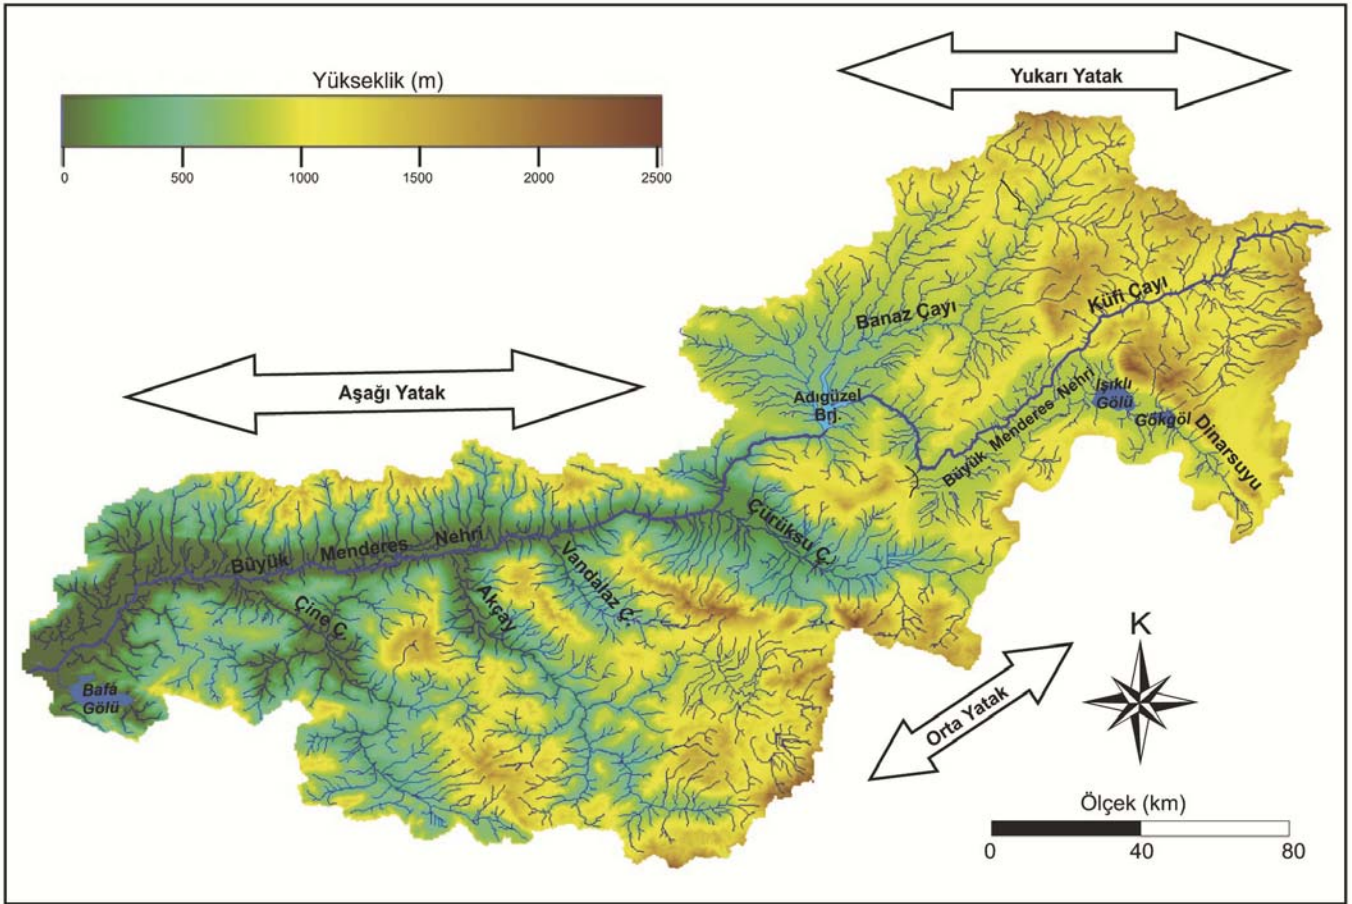 Yükseklik (m)
0
500
1000
1500
2000
2500
Yukarı Yatak
Aşağı Yatak
Banaz Çayı
Küfi Çayı
Adıgüzel
Brj.
Büyük Menderes Nehri
Işıklı
Gölü
Gökgöl
Dinarsuyu
Çürüksu Ç.
Büyük Menderes Nehri
Vandalaz Ç.
Akçay
Çine Ç.
Bafa
Gölü
Orta Yatak
K
Ölçek (km)
0
40
80